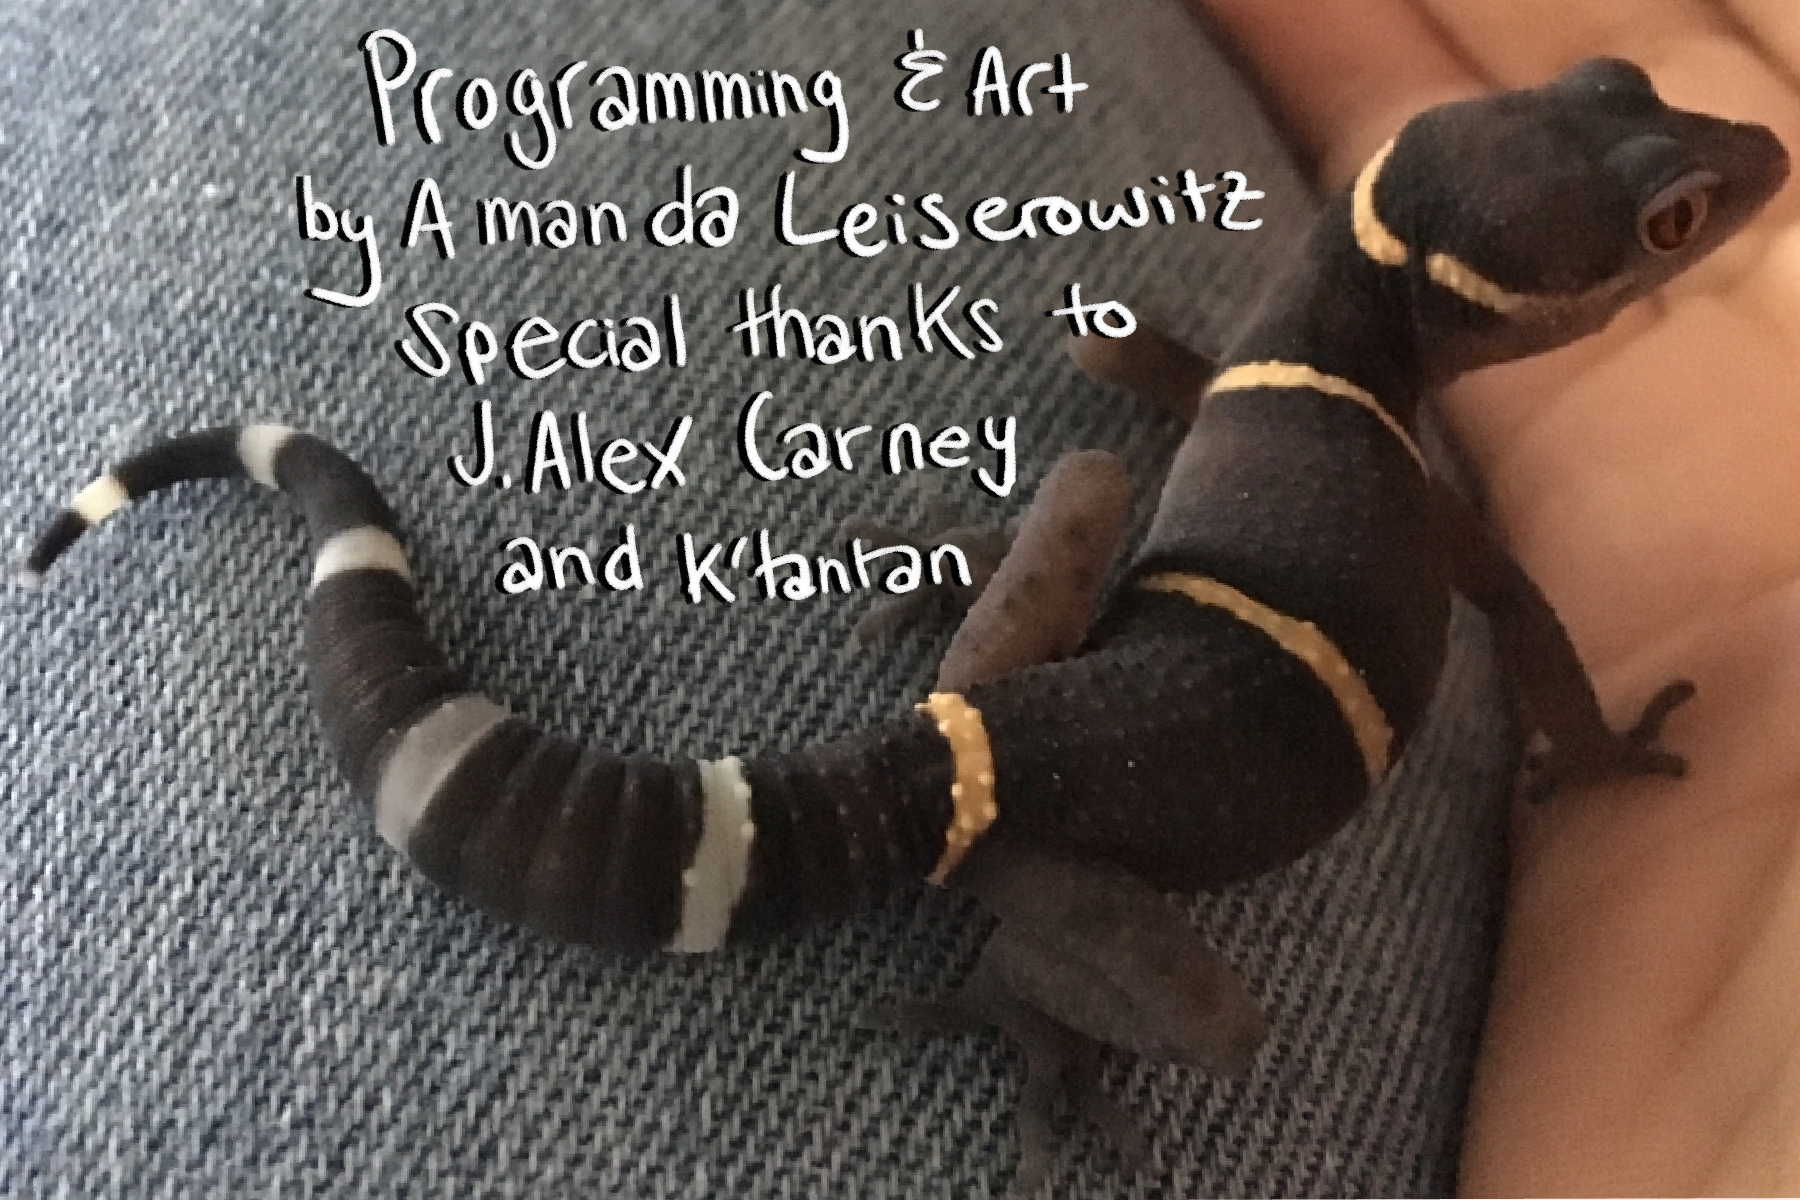 Programming & Art
by Amanda Leiserowitz
Special thanks to
J. Alex Carney
and K'tantan